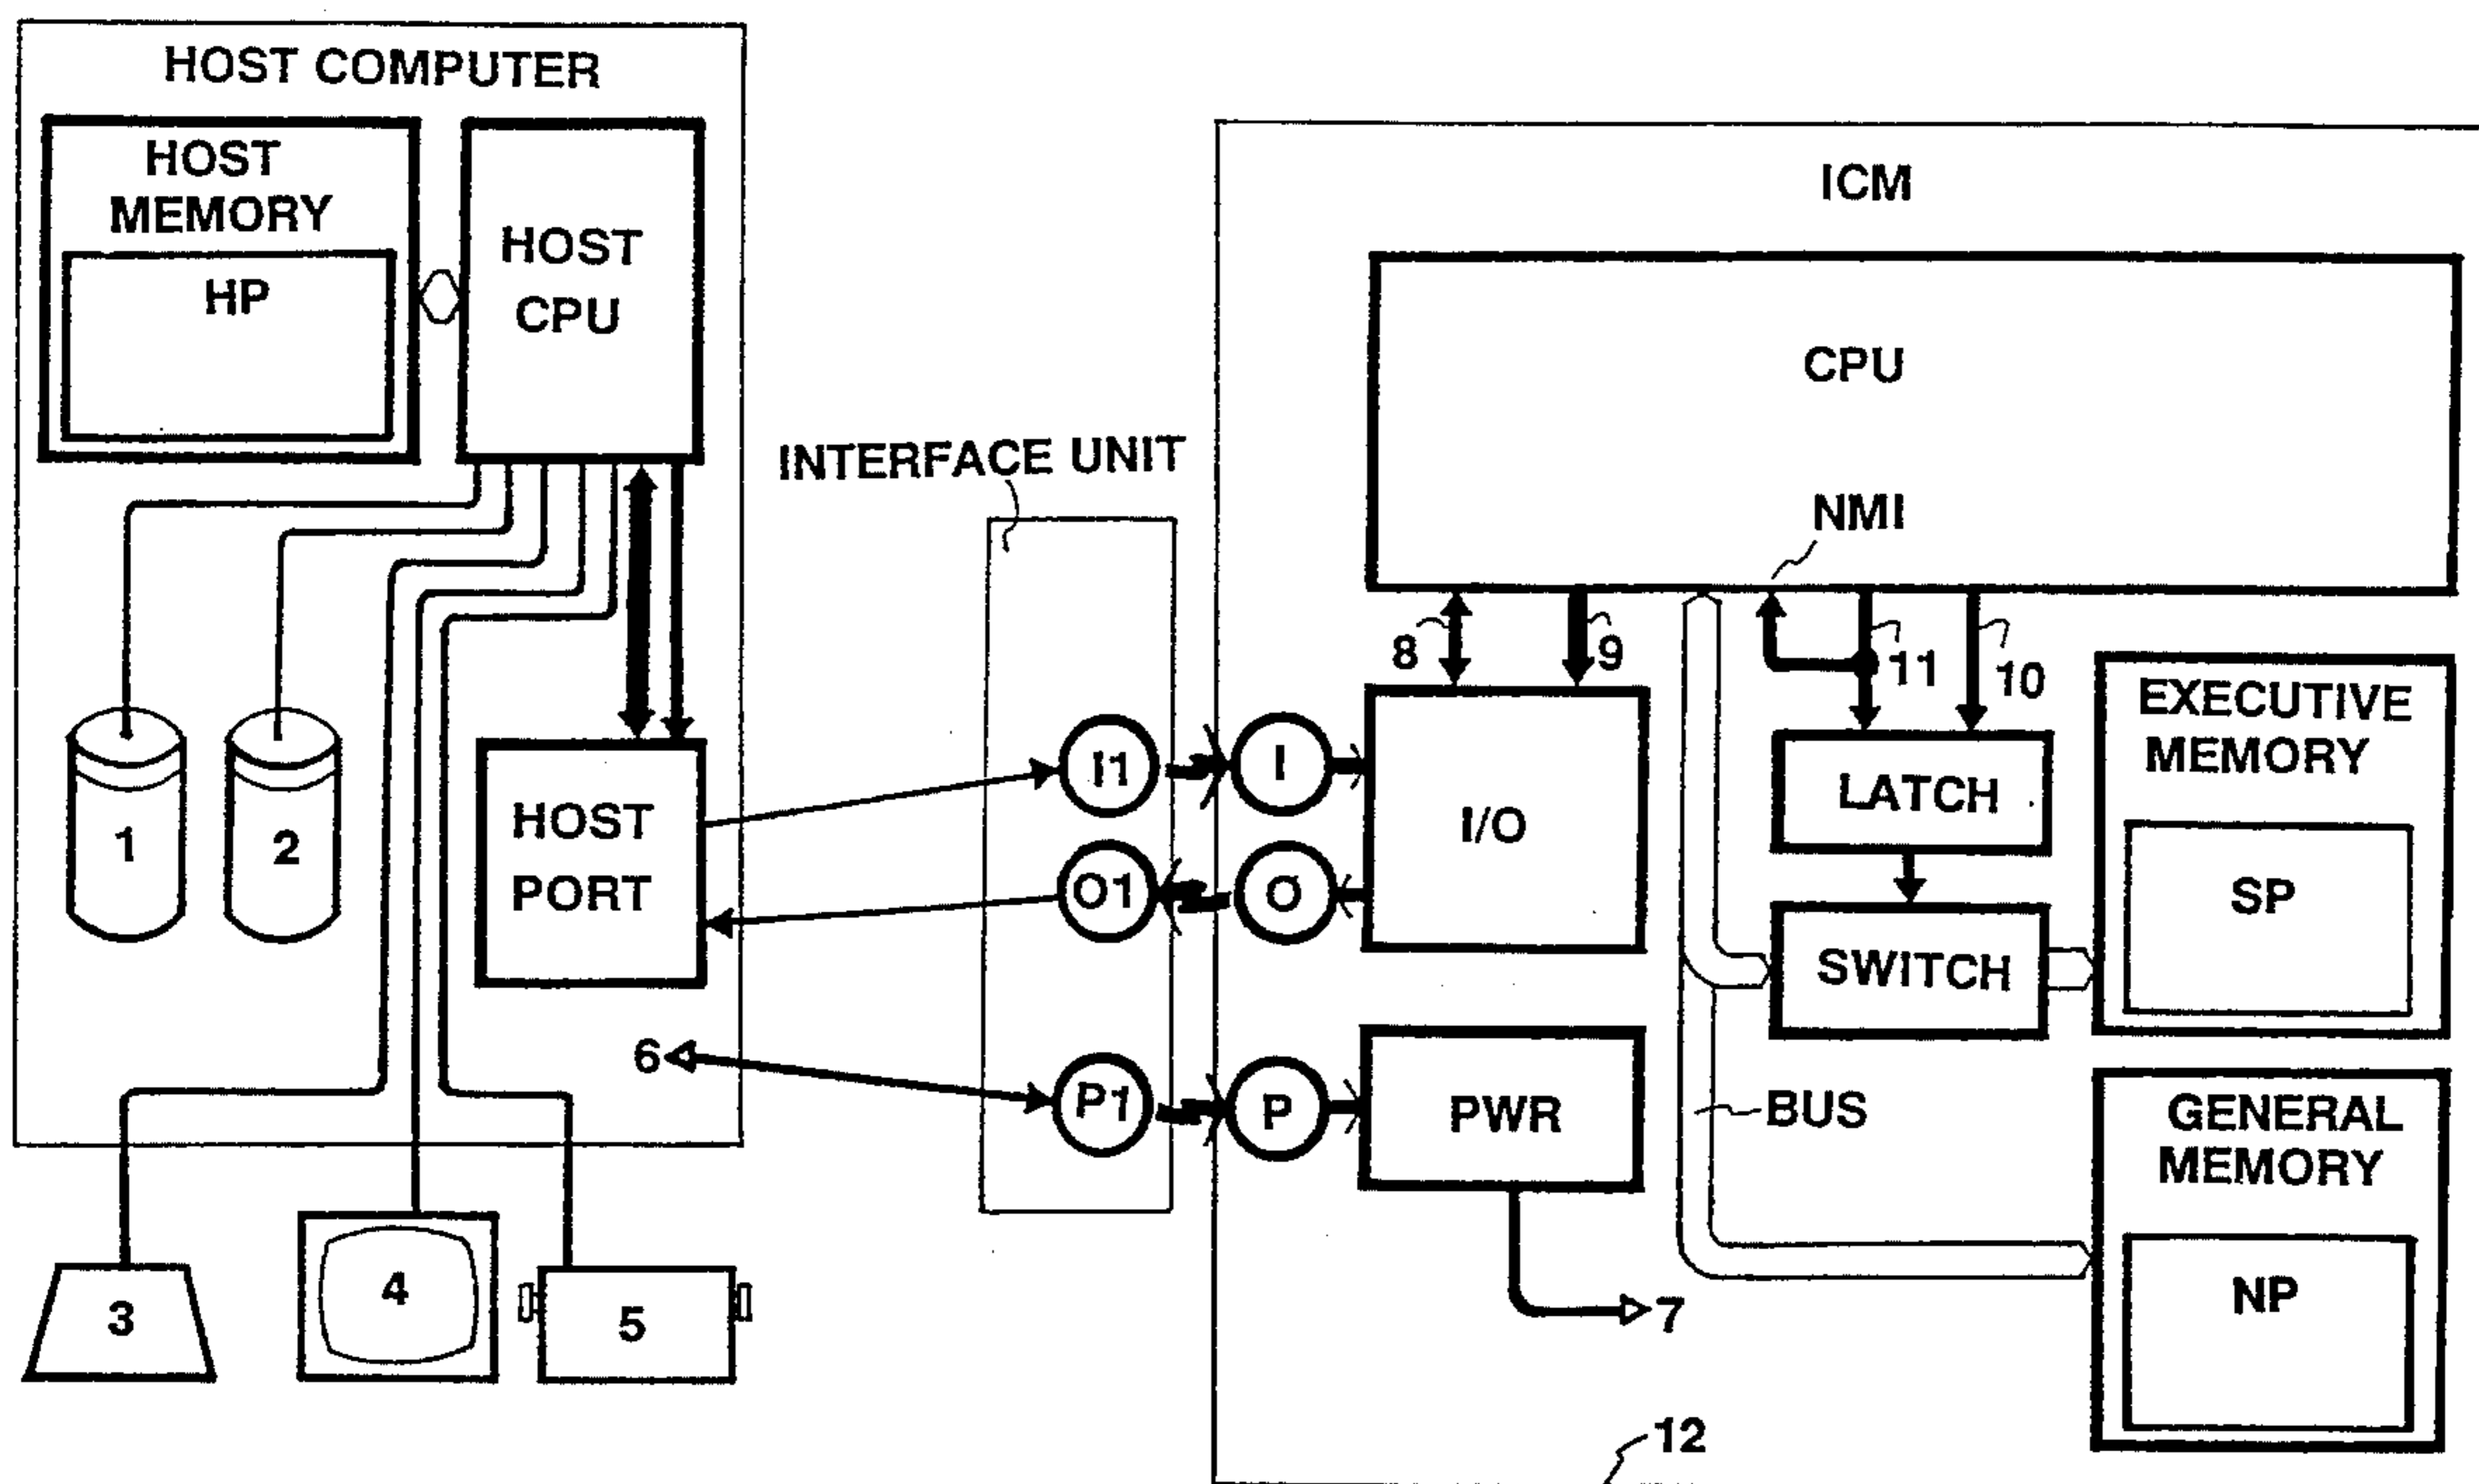 HOST COMPUTER
HOST
MEMORY
HP
HOST
CPU
1
2
HOST
PORT
6
3
4
5
INTERFACE UNIT
I1
O1
P1
ICM
CPU
NMI
8
9
11
10
I
O
P
I/O
PWR
7
LATCH
SWITCH
BUS
EXECUTIVE
MEMORY
SP
GENERAL
MEMORY
NP
12